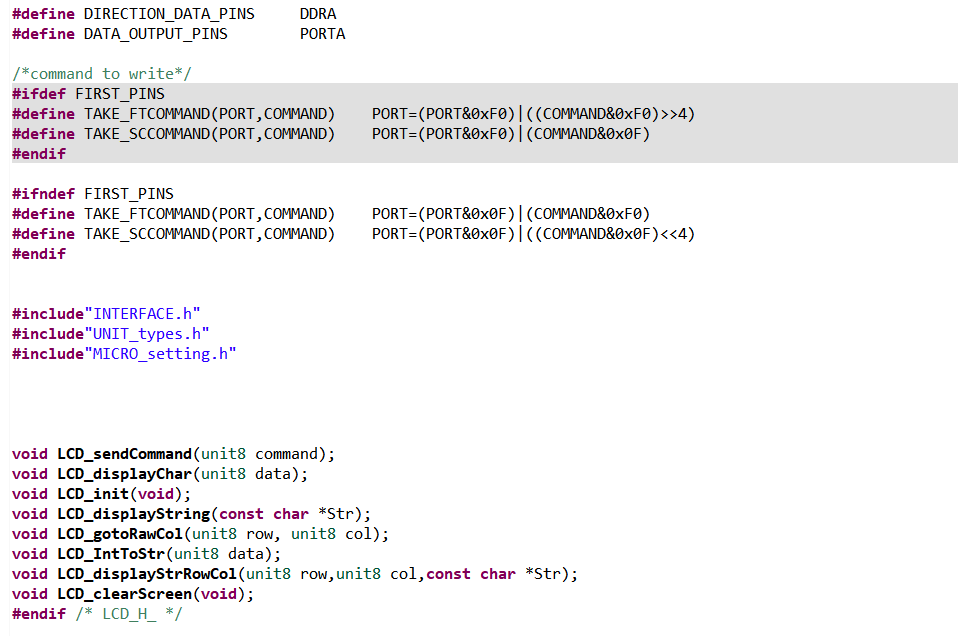 #define DIRECTION_DATA_PINS     DDRA
#define DATA_OUTPUT_PINS        PORTA
/*command to write*/
#ifdef FIRST_PINS
#define TAKE_FTCOMMAND(PORT,COMMAND)    PORT=(PORT&0xF0)|((COMMAND&0xF0)>>4)
#define TAKE_SCCOMMAND(PORT,COMMAND)    PORT=(PORT&0xF0)|(COMMAND&0x0F)
#endif
#ifndef FIRST_PINS
#define TAKE_FTCOMMAND(PORT,COMMAND)    PORT=(PORT&0x0F)|(COMMAND&0xF0)
#define TAKE_SCCOMMAND(PORT,COMMAND)    PORT=(PORT&0x0F)|((COMMAND&0x0F)<<4)
#endif
#include"INTERFACE.h"
#include"UNIT_types.h"
#include"MICRO_setting.h"
void LCD_sendCommand(unit8 command);
void LCD_displayChar(unit8 data);
void LCD_init(void);
void LCD_displayString(const char *Str);
void LCD_gotoRawCol(unit8 row, unit8 col);
void LCD_IntToStr(unit8 data);
void LCD_displayStrRowCol(unit8 row,unit8 col,const char *Str);
void LCD_clearScreen(void);
#endif /* LCD_H_ */